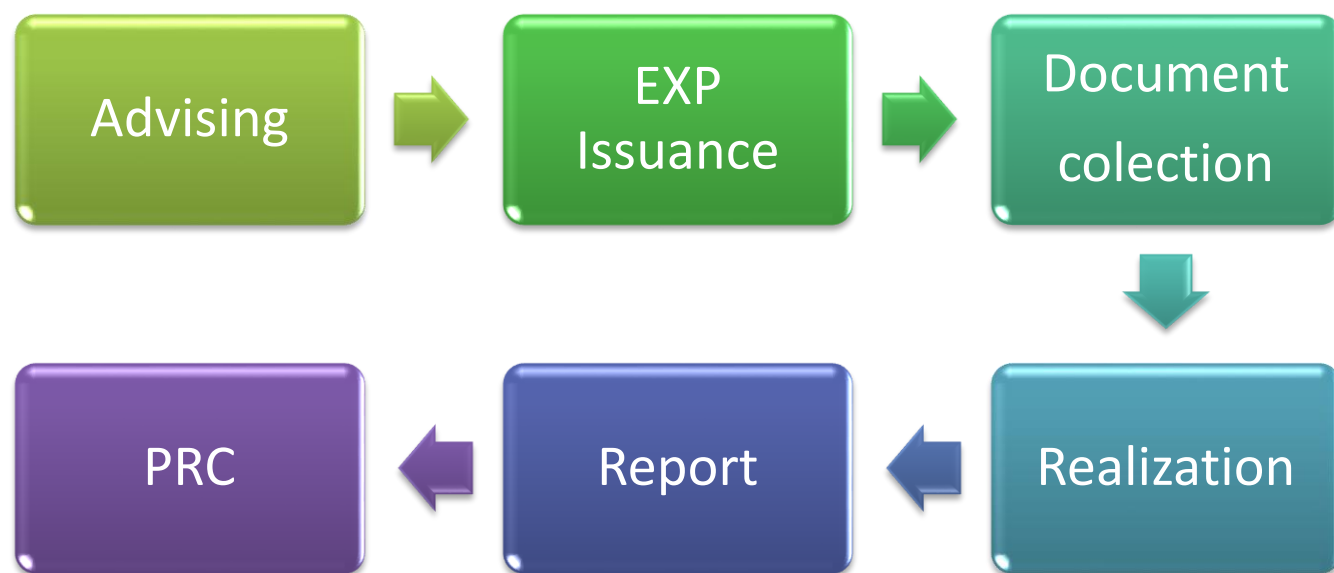 Advising
EXP
Issuance
Document
colection
Realization
Report
PRC